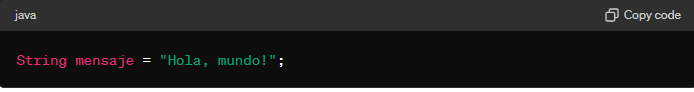 java
Copy code
String mensaje = "Hola, mundo!";